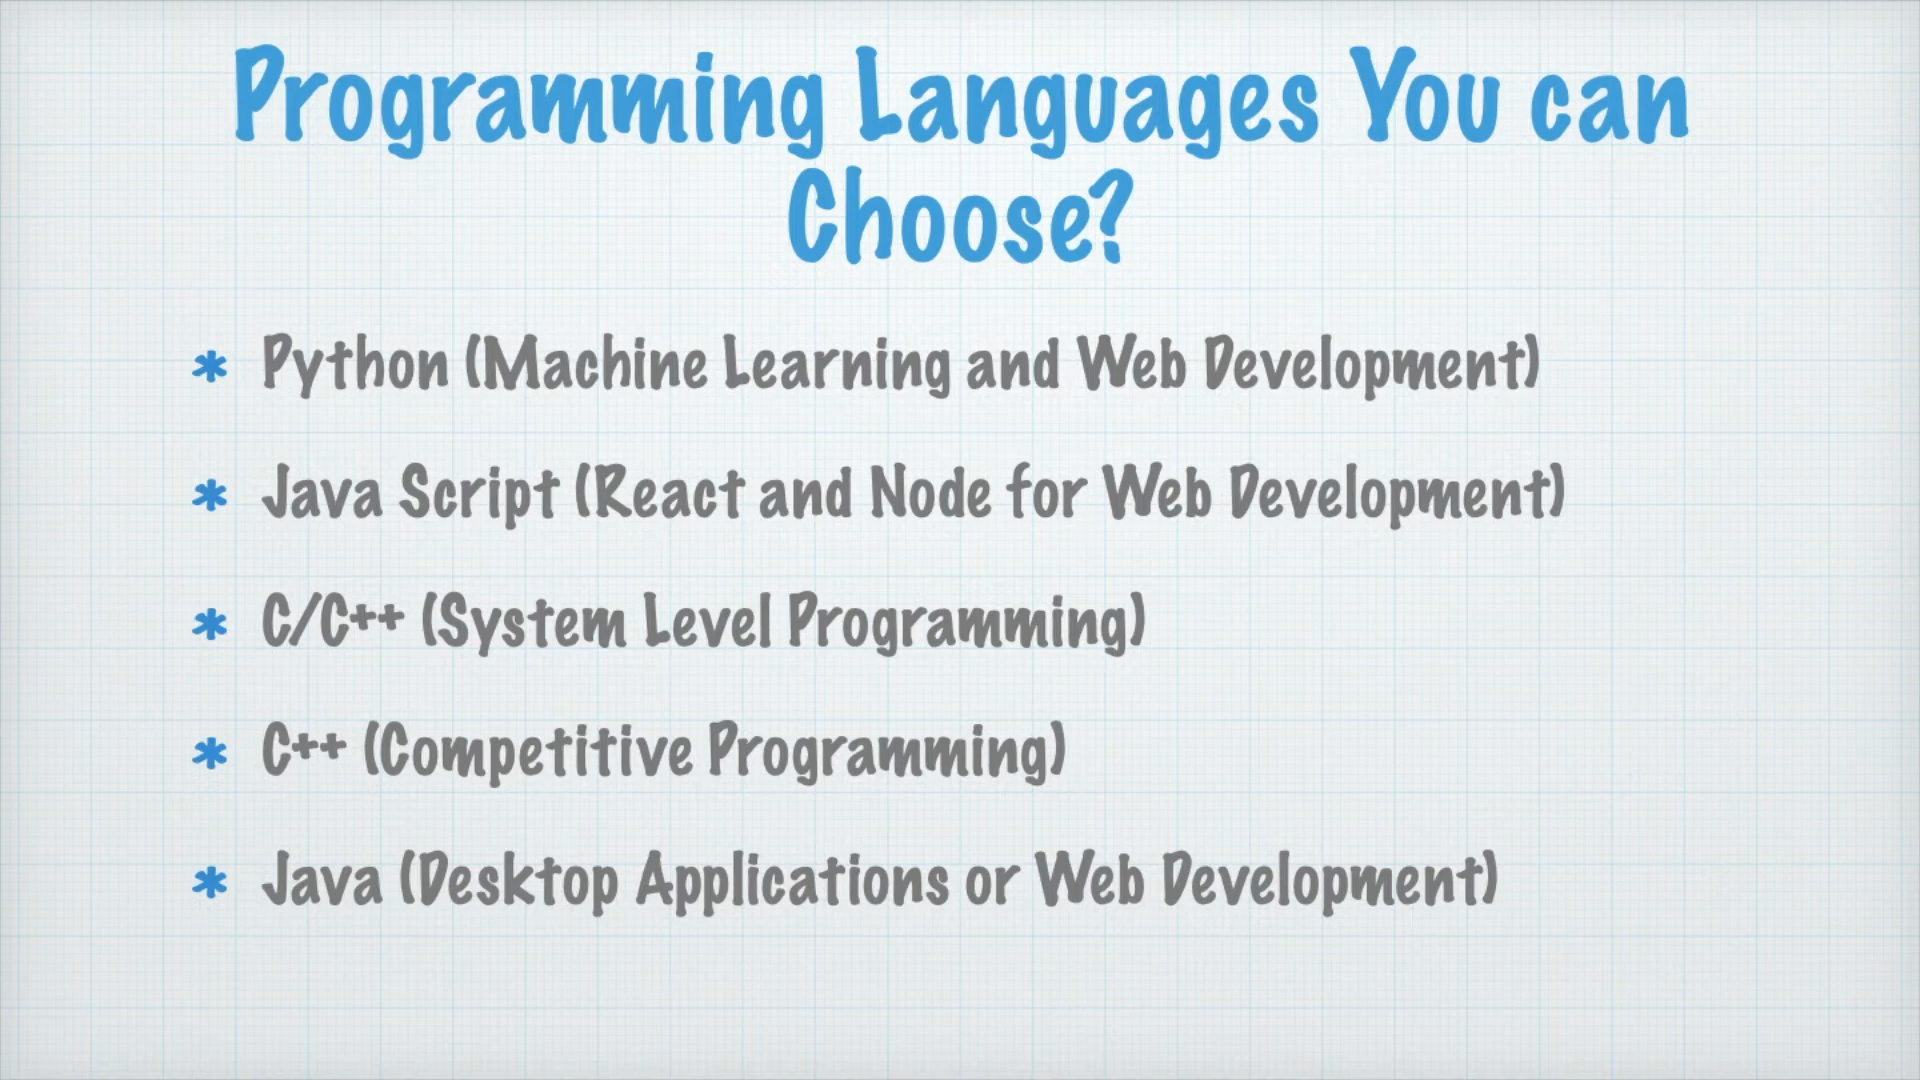 Programming Languages You can
Choose?
* Python (Machine Learning and Web Development)
* Java Script (React and Node for Web Development)
* C/C++ (System Level Programming)
* C++ (Competitive Programming)
* Java (Desktop Applications or Web Development)